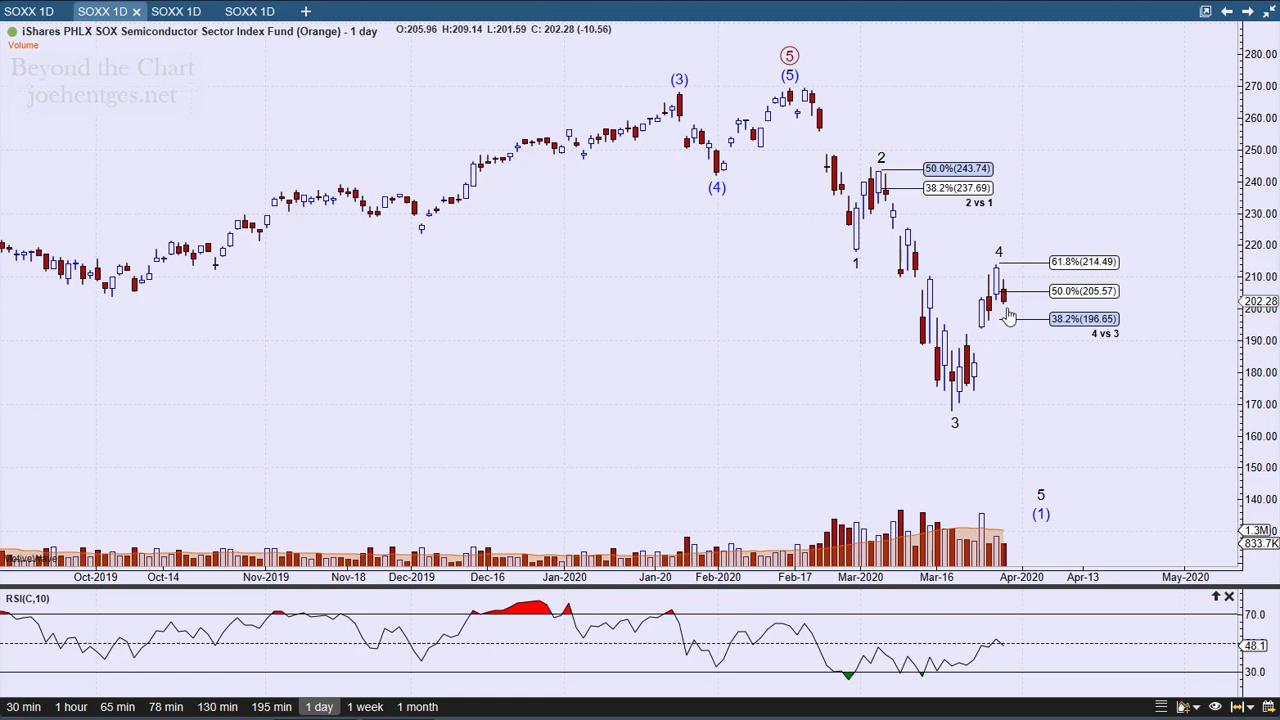 SOXX 1D SOXX 1D SOXX 1D SOXX 1D
iShares PHLX SOX Semiconductor Sector Index Fund (Orange) - 1 day O:205.96 H:209.14 L:201.59 C: 202.28 (-10.56)
Volume
Beyond the Chart
joehentges.net
280.00
270.00
260.00
250.00
240.00
230.00
220.00
210.00
202.28
200.00
190.00
180.00
170.00
160.00
150.00
140.00
1.3M
833.7K
5
(5)
(3)
(4)
2
50.0%(243.74)
38.2%(237.69)
2 vs 1
1
4
61.8%(214.49)
50.0%(205.57)
38.2%(196.65)
4 vs 3
3
5
(1)
Oct-2019 Oct-14 Nov-2019 Nov-18 Dec-2019 Dec-16 Jan-2020 Jan-20 Feb-2020 Feb-17 Mar-2020 Mar-16 Apr-2020 Apr-13 May-2020
RSI(C,10)
70.0
48.1
30.0
30 min 1 hour 65 min 78 min 130 min 195 min 1 day 1 week 1 month